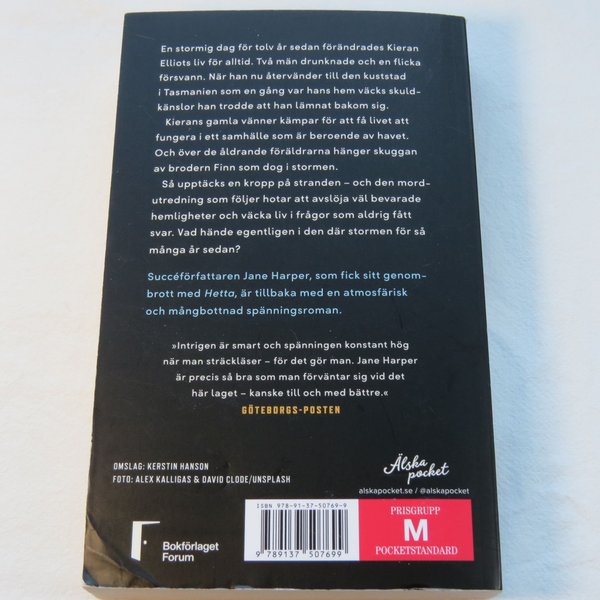 En stormig dag för tolv år sedan förändrades Kieran
Elliots liv för alltid. Två män drunknade och en flicka
försvann. När han nu återvänder till den kuststad
i Tasmanien som en gång var hans hem väcks skuld-
känslor han trodde att han lämnat bakom sig.
Kierans gamla vänner kämpar för att få livet att
fungera i ett samhälle som är beroende av havet.
Och över de åldrande föräldrarna hänger skuggan
av brodern Finn som dog i stormen.
Så upptäcks en kropp på stranden – och den mord-
utredning som följer hotar att avslöja väl bevarade
hemligheter och väcka liv i frågor som aldrig fått
svar. Vad hände egentligen i den där stormen för så
många år sedan?
Succéförfattaren Jane Harper, som fick sitt genom-
brott med Hetta, är tillbaka med en atmosfärisk
och mångbottnad spänningsroman.
»Intrigen är smart och spänningen konstant hög
när man sträckläser – för det gör man. Jane Harper
är precis så bra som man förväntar sig vid det
här laget – kanske till och med bättre.«
GÖTEBORGS-POSTEN
OMSLAG: KERSTIN HANSON
FOTO: ALEX KALLIGAS & DAVID CLODE/UNSPLASH
Älska
pocket
alskapocket.se / @alskapocket
Bokförlaget
Forum
ISBN 978-91-37-50769-9
9 789137 507699
PRISGRUPP
M
POCKETSTANDARD